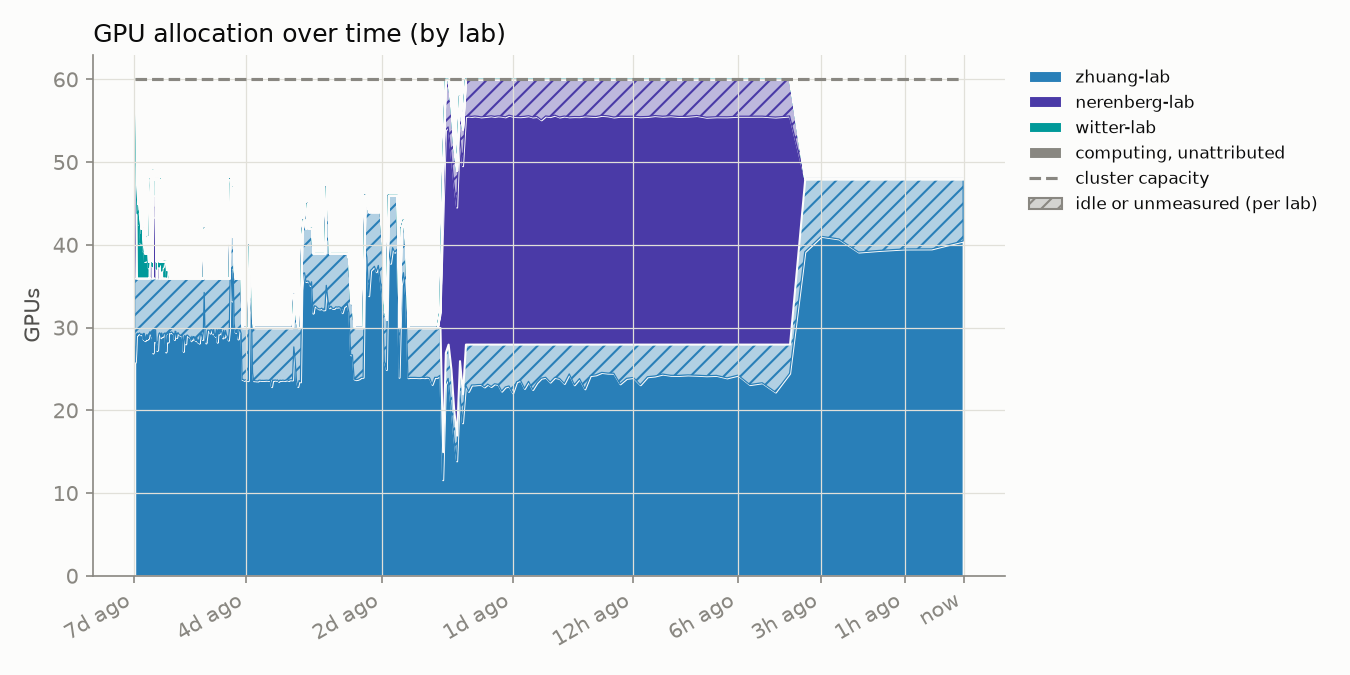 GPU allocation over time (by lab)
60
50
40
30
20
10
0
GPUs
7d ago
4d ago
2d ago
1d ago
12h ago
6h ago
3h ago
1h ago
now
zhuang-lab
nerenberg-lab
witter-lab
computing, unattributed
cluster capacity
idle or unmeasured (per lab)